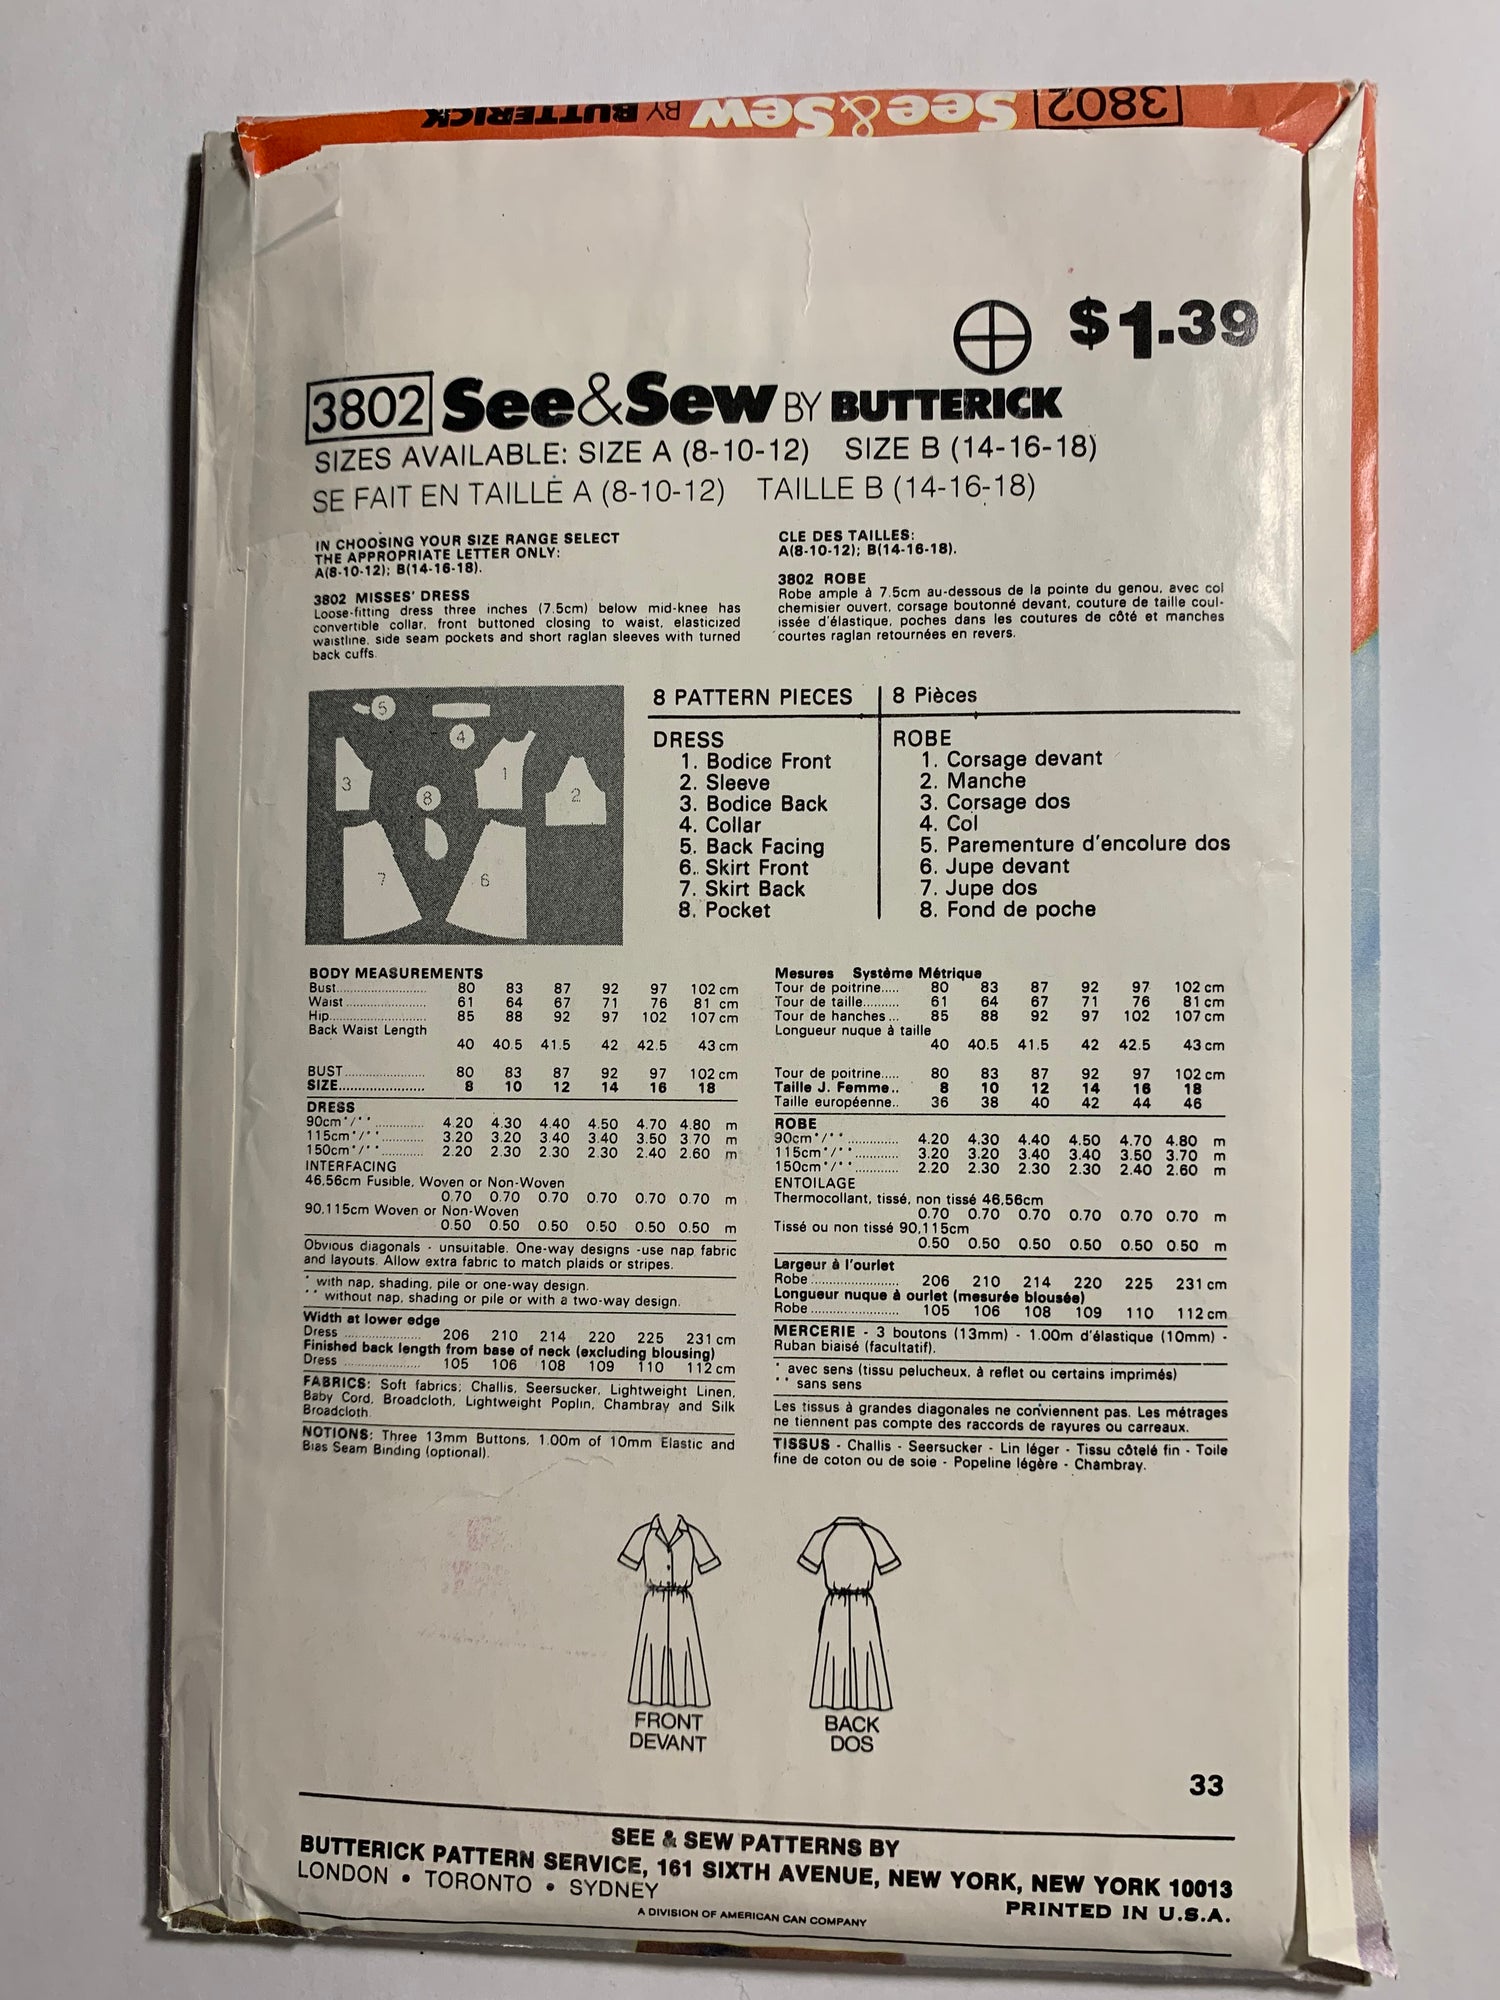 3802 See&Sew BY BUTTERICK
$1.39
3802 See&Sew BY BUTTERICK
SIZES AVAILABLE: SIZE A (8-10-12) SIZE B (14-16-18)
SE FAIT EN TAILLE A (8-10-12) TAILLE B (14-16-18)
IN CHOOSING YOUR SIZE RANGE SELECT
THE APPROPRIATE LETTER ONLY:
A(8-10-12); B(14-16-18).
3802 MISSES' DRESS
Loose-fitting dress three inches (7.5cm) below mid-knee has
convertible collar, front buttoned closing to waist, elasticized
waistline, side seam pockets and short raglan sleeves with turned
back cuffs.
CLE DES TAILLES:
A(8-10-12); B(14-16-18).
3802 ROBE
Robe ample à 7.5cm au-dessous de la pointe du genou, avec col
chemisier ouvert, corsage boutonné devant, couture de taille coul-
issée d'élastique, poches dans les coutures de côté et manches
courtes raglan retournées en revers.
5
4
3
1
8
2
7
6
8 PATTERN PIECES
DRESS
1. Bodice Front
2. Sleeve
3. Bodice Back
4. Collar
5. Back Facing
6. Skirt Front
7. Skirt Back
8. Pocket
8 Pièces
ROBE
1. Corsage devant
2. Manche
3. Corsage dos
4. Col
5. Parementure d'encolure dos
6. Jupe devant
7. Jupe dos
8. Fond de poche
BODY MEASUREMENTS
Bust 80 83 87 92 97 102 cm
Waist 61 64 67 71 76 81 cm
Hip 85 88 92 97 102 107 cm
Back Waist Length
40 40.5 41.5 42 42.5 43 cm
BUST 80 83 87 92 97 102 cm
SIZE 8 10 12 14 16 18
DRESS
90cm*/** 4.20 4.30 4.40 4.50 4.70 4.80 m
115cm*/** 3.20 3.20 3.40 3.40 3.50 3.70 m
150cm*/** 2.20 2.30 2.30 2.30 2.40 2.60 m
INTERFACING
46,56cm Fusible, Woven or Non-Woven
0.70 0.70 0.70 0.70 0.70 0.70 m
90,115cm Woven or Non-Woven
0.50 0.50 0.50 0.50 0.50 0.50 m
Obvious diagonals - unsuitable. One-way designs -use nap fabric
and layouts. Allow extra fabric to match plaids or stripes.
* with nap, shading, pile or one-way design.
** without nap, shading or pile or with a two-way design.
Width at lower edge
Dress 206 210 214 220 225 231 cm
Finished back length from base of neck (excluding blousing)
Dress 105 106 108 109 110 112 cm
FABRICS: Soft fabrics; Challis, Seersucker, Lightweight Linen,
Baby Cord, Broadcloth, Lightweight Poplin, Chambray and Silk
Broadcloth.
NOTIONS: Three 13mm Buttons, 1.00m of 10mm Elastic and
Bias Seam Binding (optional).
Mesures Système Métrique
Tour de poitrine..... 80 83 87 92 97 102 cm
Tour de taille.......... 61 64 67 71 76 81 cm
Tour de hanches... 85 88 92 97 102 107 cm
Longueur nuque à taille
40 40.5 41.5 42 42.5 43 cm
Tour de poitrine..... 80 83 87 92 97 102 cm
Taille J. Femme.. 8 10 12 14 16 18
Taille européenne.. 36 38 40 42 44 46
ROBE
90cm*/** 4.20 4.30 4.40 4.50 4.70 4.80 m
115cm*/** 3.20 3.20 3.40 3.40 3.50 3.70 m
150cm*/** 2.20 2.30 2.30 2.30 2.40 2.60 m
ENTOILAGE
Thermocollant, tissé, non tissé 46,56cm
0.70 0.70 0.70 0.70 0.70 0.70 m
Tissé ou non tissé 90,115cm
0.50 0.50 0.50 0.50 0.50 0.50 m
Largeur à l'ourlet
Robe 206 210 214 220 225 231 cm
Longueur nuque à ourlet (mesurée blousée)
Robe 105 106 108 109 110 112 cm
MERCERIE - 3 boutons (13mm) - 1.00m d'élastique (10mm) -
Ruban biaisé (facultatif).
* avec sens (tissu pelucheux, à reflet ou certains imprimés)
** sans sens
Les tissus à grandes diagonales ne conviennent pas. Les métrages
ne tiennent pas compte des raccords de rayures ou carreaux.
TISSUS - Challis - Seersucker - Lin léger - Tissu côtelé fin - Toile
fine de coton ou de soie - Popeline légère - Chambray.
FRONT
DEVANT
BACK
DOS
33
SEE & SEW PATTERNS BY
BUTTERICK PATTERN SERVICE, 161 SIXTH AVENUE, NEW YORK, NEW YORK 10013
LONDON • TORONTO • SYDNEY
PRINTED IN U.S.A.
A DIVISION OF AMERICAN CAN COMPANY